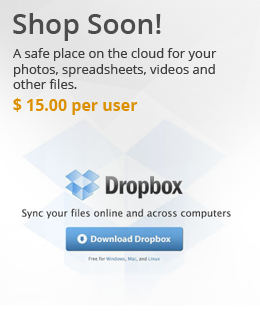 Shop Soon!
A safe place on the cloud for your
photos, spreadsheets, videos and
other files.
$ 15.00 per user
Dropbox
Sync your files online and across computers
Download Dropbox
Free for Windows, Mac, and Linux